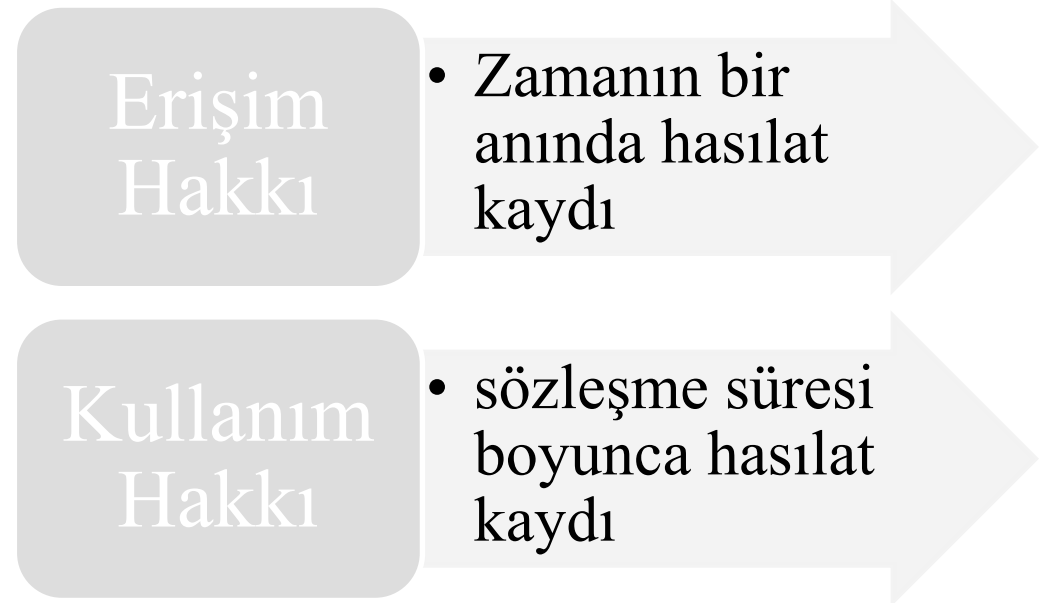 Erişim
Hakkı
• Zamanın bir
anında hasılat
kaydı
Kullanım
Hakkı
• sözleşme süresi
boyunca hasılat
kaydı